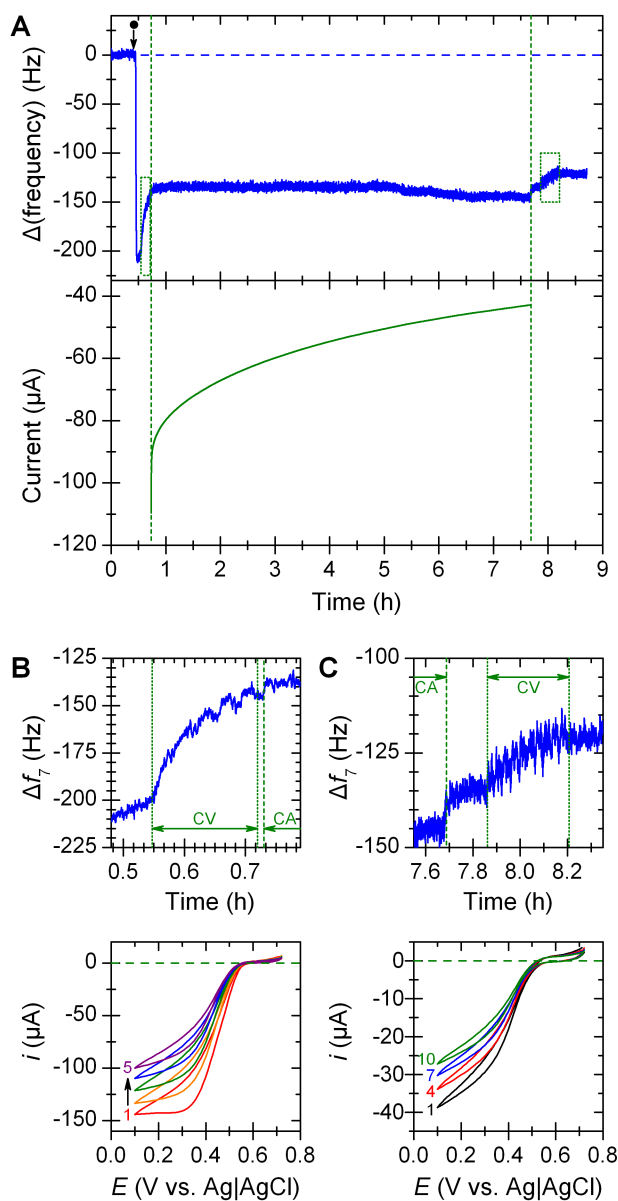 A
0
-50
-100
-150
-200
Δ(frequency) (Hz)
-40
-60
-80
-100
-120
Current (μA)
0 1 2 3 4 5 6 7 8 9
Time (h)
B
-125
-150
-175
-200
-225
Δf7 (Hz)
CV CA
0.5 0.6 0.7
Time (h)
C
-100
-125
-150
Δf7 (Hz)
CA CV
7.6 7.8 8.0 8.2
Time (h)
0
-50
-100
-150
i (μA)
5
1
0.0 0.2 0.4 0.6 0.8
E (V vs. Ag|AgCl)
0
-10
-20
-30
-40
i (μA)
10
7
4
1
0.0 0.2 0.4 0.6 0.8
E (V vs. Ag|AgCl)